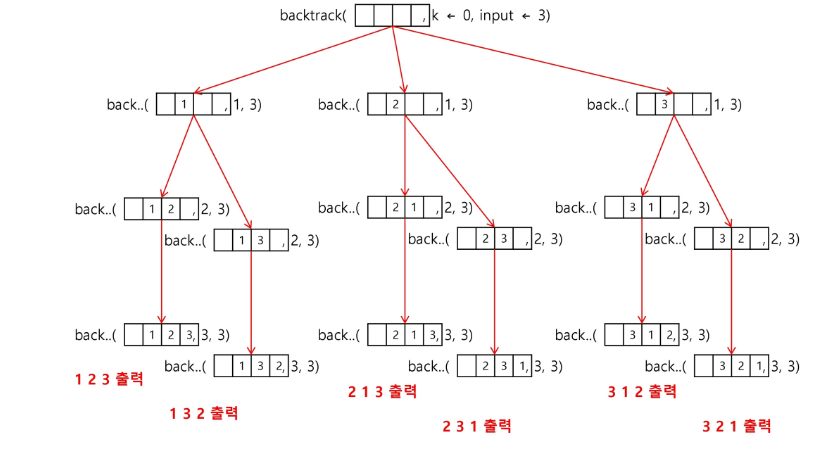 backtrack( , k ← 0, input ← 3)
back..( 1 , 1, 3)
back..( 2 , 1, 3)
back..( 3 , 1, 3)
back..( 1 2 , 2, 3)
back..( 1 3 , 2, 3)
back..( 2 1 , 2, 3)
back..( 2 3 , 2, 3)
back..( 3 1 , 2, 3)
back..( 3 2 , 2, 3)
back..( 1 2 3, 3, 3)
back..( 1 3 2, 3, 3)
back..( 2 1 3, 3, 3)
back..( 2 3 1, 3, 3)
back..( 3 1 2, 3, 3)
back..( 3 2 1, 3, 3)
1 2 3 출력
1 3 2 출력
2 1 3 출력
2 3 1 출력
3 1 2 출력
3 2 1 출력